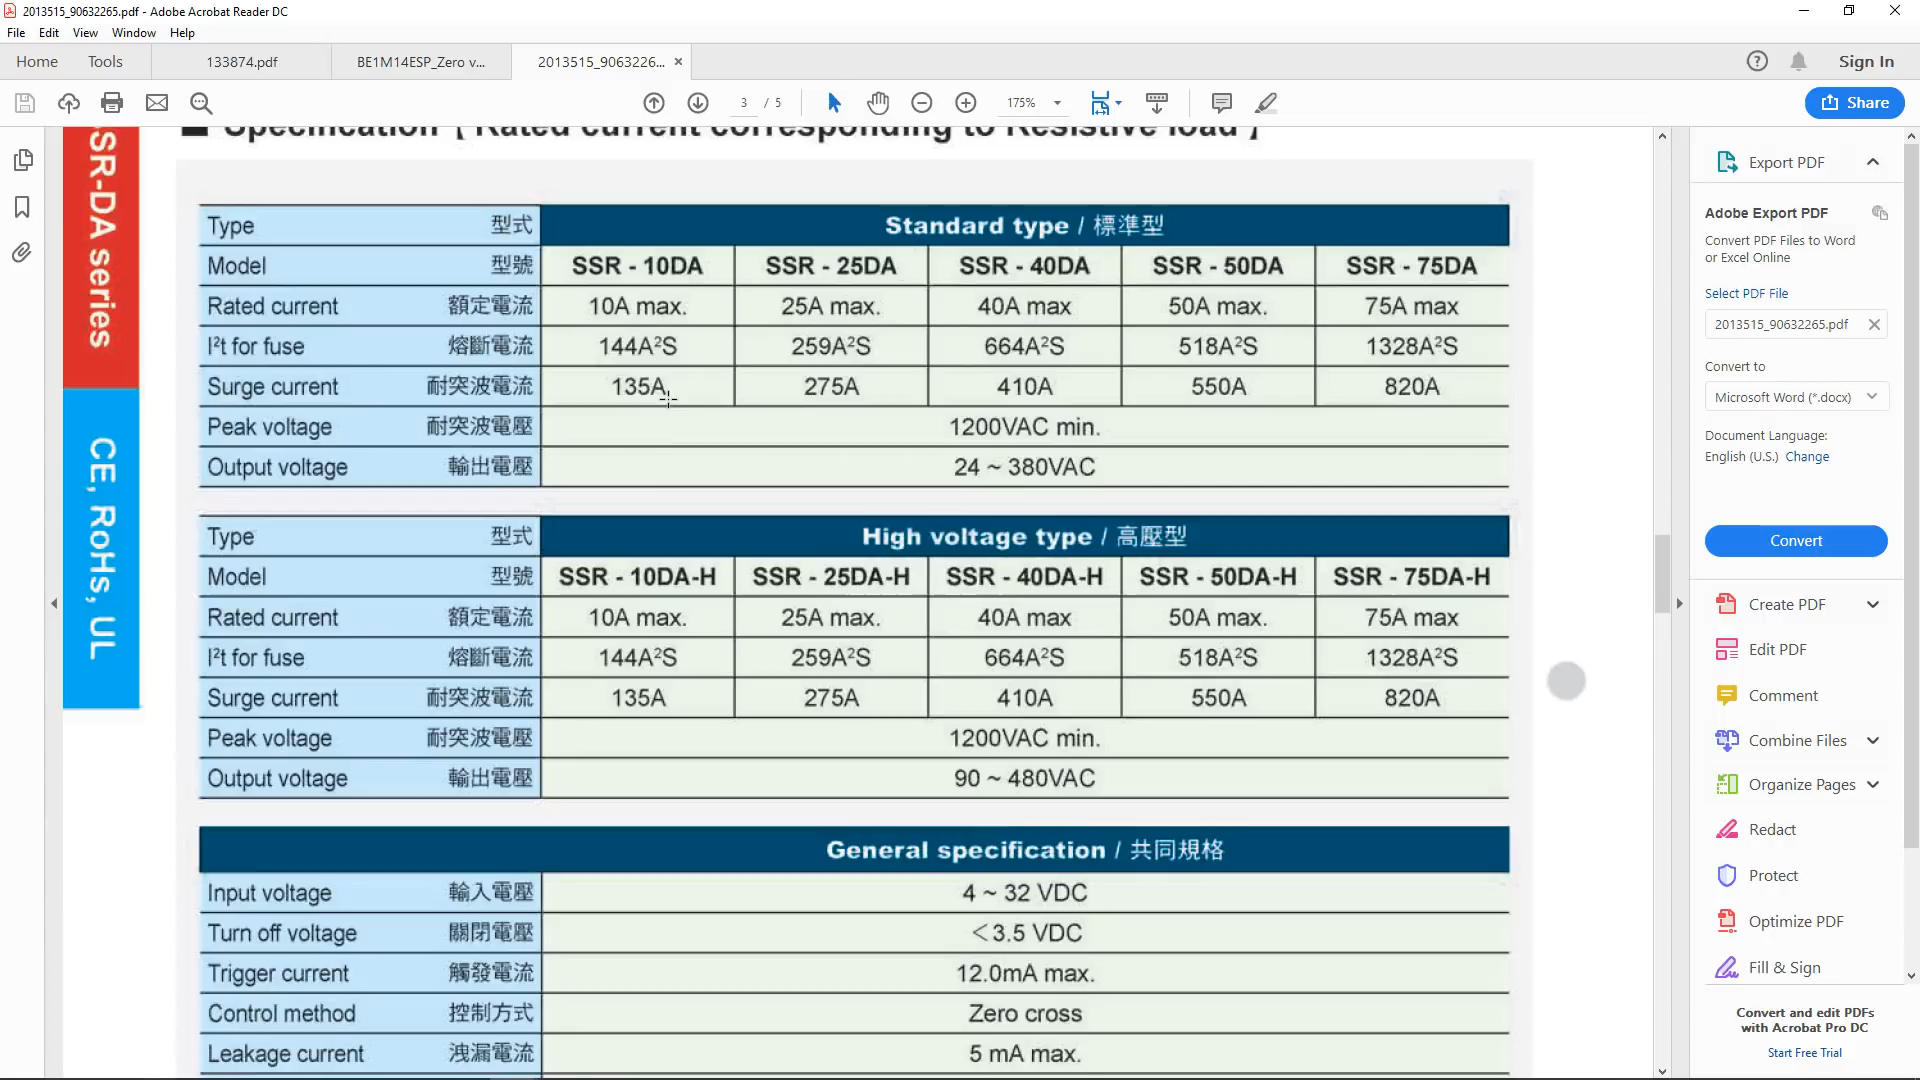 2013515_90632265.pdf - Adobe Acrobat Reader DC
File Edit View Window Help
Home Tools 133874.pdf BE1M14ESP_Zero v... 2013515_9063226... Sign In
3 / 5 175% Share
■ Specification【 Rated current corresponding to Resistive load 】
SSR-DA series
CE, RoHs, UL
Type 型式 Standard type / 標準型
Model 型號 SSR - 10DA SSR - 25DA SSR - 40DA SSR - 50DA SSR - 75DA
Rated current 額定電流 10A max. 25A max. 40A max 50A max. 75A max
I²t for fuse 熔斷電流 144A²S 259A²S 664A²S 518A²S 1328A²S
Surge current 耐突波電流 135A 275A 410A 550A 820A
Peak voltage 耐突波電壓 1200VAC min.
Output voltage 輸出電壓 24 ~ 380VAC
Type 型式 High voltage type / 高壓型
Model 型號 SSR - 10DA-H SSR - 25DA-H SSR - 40DA-H SSR - 50DA-H SSR - 75DA-H
Rated current 額定電流 10A max. 25A max. 40A max 50A max. 75A max
I²t for fuse 熔斷電流 144A²S 259A²S 664A²S 518A²S 1328A²S
Surge current 耐突波電流 135A 275A 410A 550A 820A
Peak voltage 耐突波電壓 1200VAC min.
Output voltage 輸出電壓 90 ~ 480VAC
General specification / 共同規格
Input voltage 輸入電壓 4 ~ 32 VDC
Turn off voltage 關閉電壓 ＜3.5 VDC
Trigger current 觸發電流 12.0mA max.
Control method 控制方式 Zero cross
Leakage current 洩漏電流 5 mA max.
Export PDF
Adobe Export PDF
Convert PDF Files to Word
or Excel Online
Select PDF File
2013515_90632265.pdf
Convert to
Microsoft Word (*.docx)
Document Language:
English (U.S.) Change
Convert
Create PDF
Edit PDF
Comment
Combine Files
Organize Pages
Redact
Protect
Optimize PDF
Fill & Sign
Convert and edit PDFs
with Acrobat Pro DC
Start Free Trial